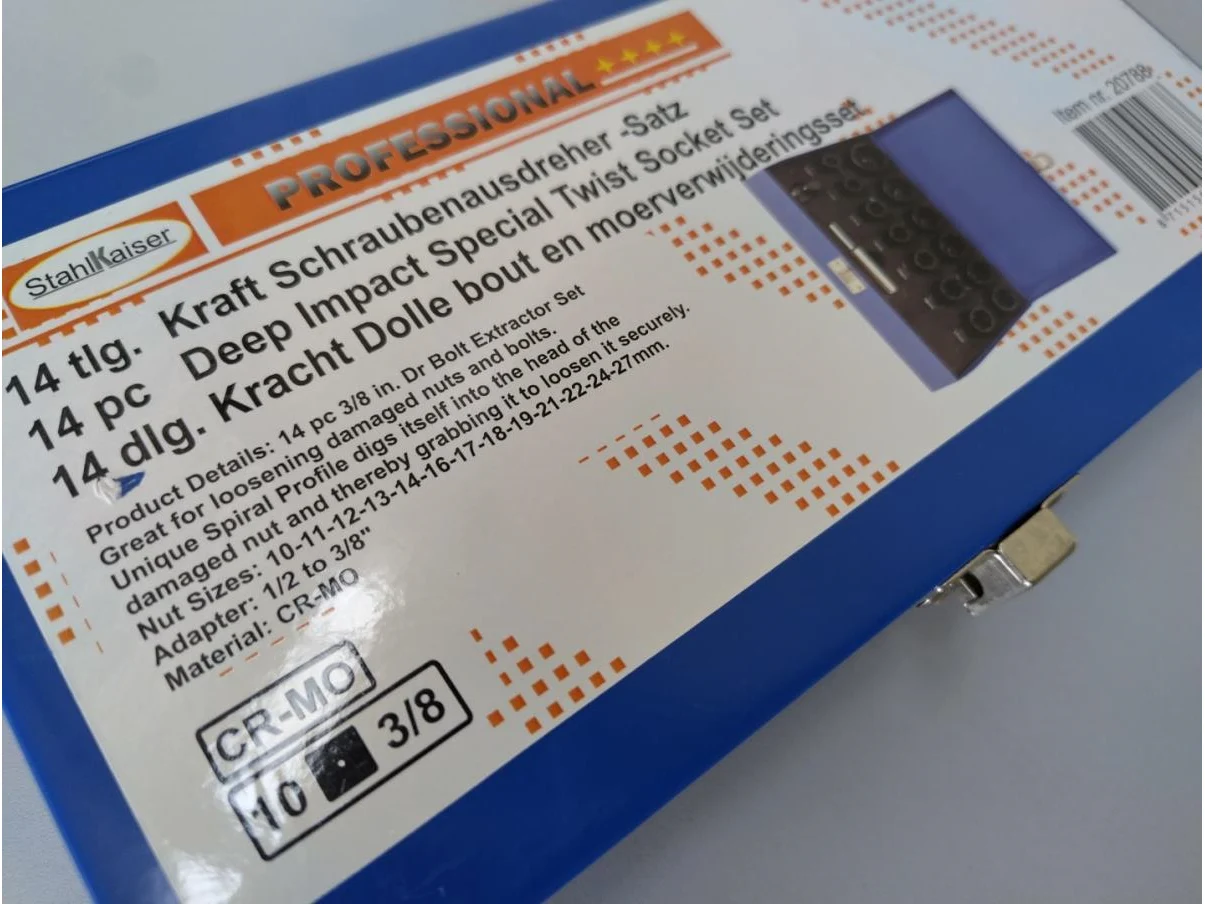 PROFESSIONAL
StahlKaiser
14 tlg. Kraft Schraubenausdreher -Satz
14 pc Deep Impact Special Twist Socket Set
14 dlg. Kracht Dolle bout en moerverwijderingsset
Product Details: 14 pc 3/8 in. Dr Bolt Extractor Set
Great for loosening damaged nuts and bolts.
Unique Spiral Profile digs itself into the head of the
damaged nut and thereby grabbing it to loosen it securely.
Nut Sizes: 10-11-12-13-14-16-17-18-19-21-22-24-27mm.
Adapter: 1/2 to 3/8"
Material: CR-MO
CR-MO
10 3/8
Item nr. 20788